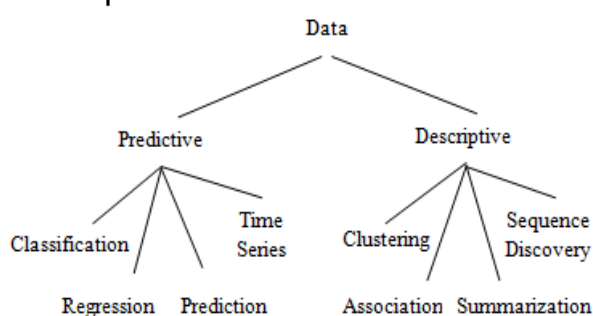 Data
Predictive
Descriptive
Classification
Time
Series
Clustering
Sequence
Discovery
Regression
Prediction
Association
Summarization